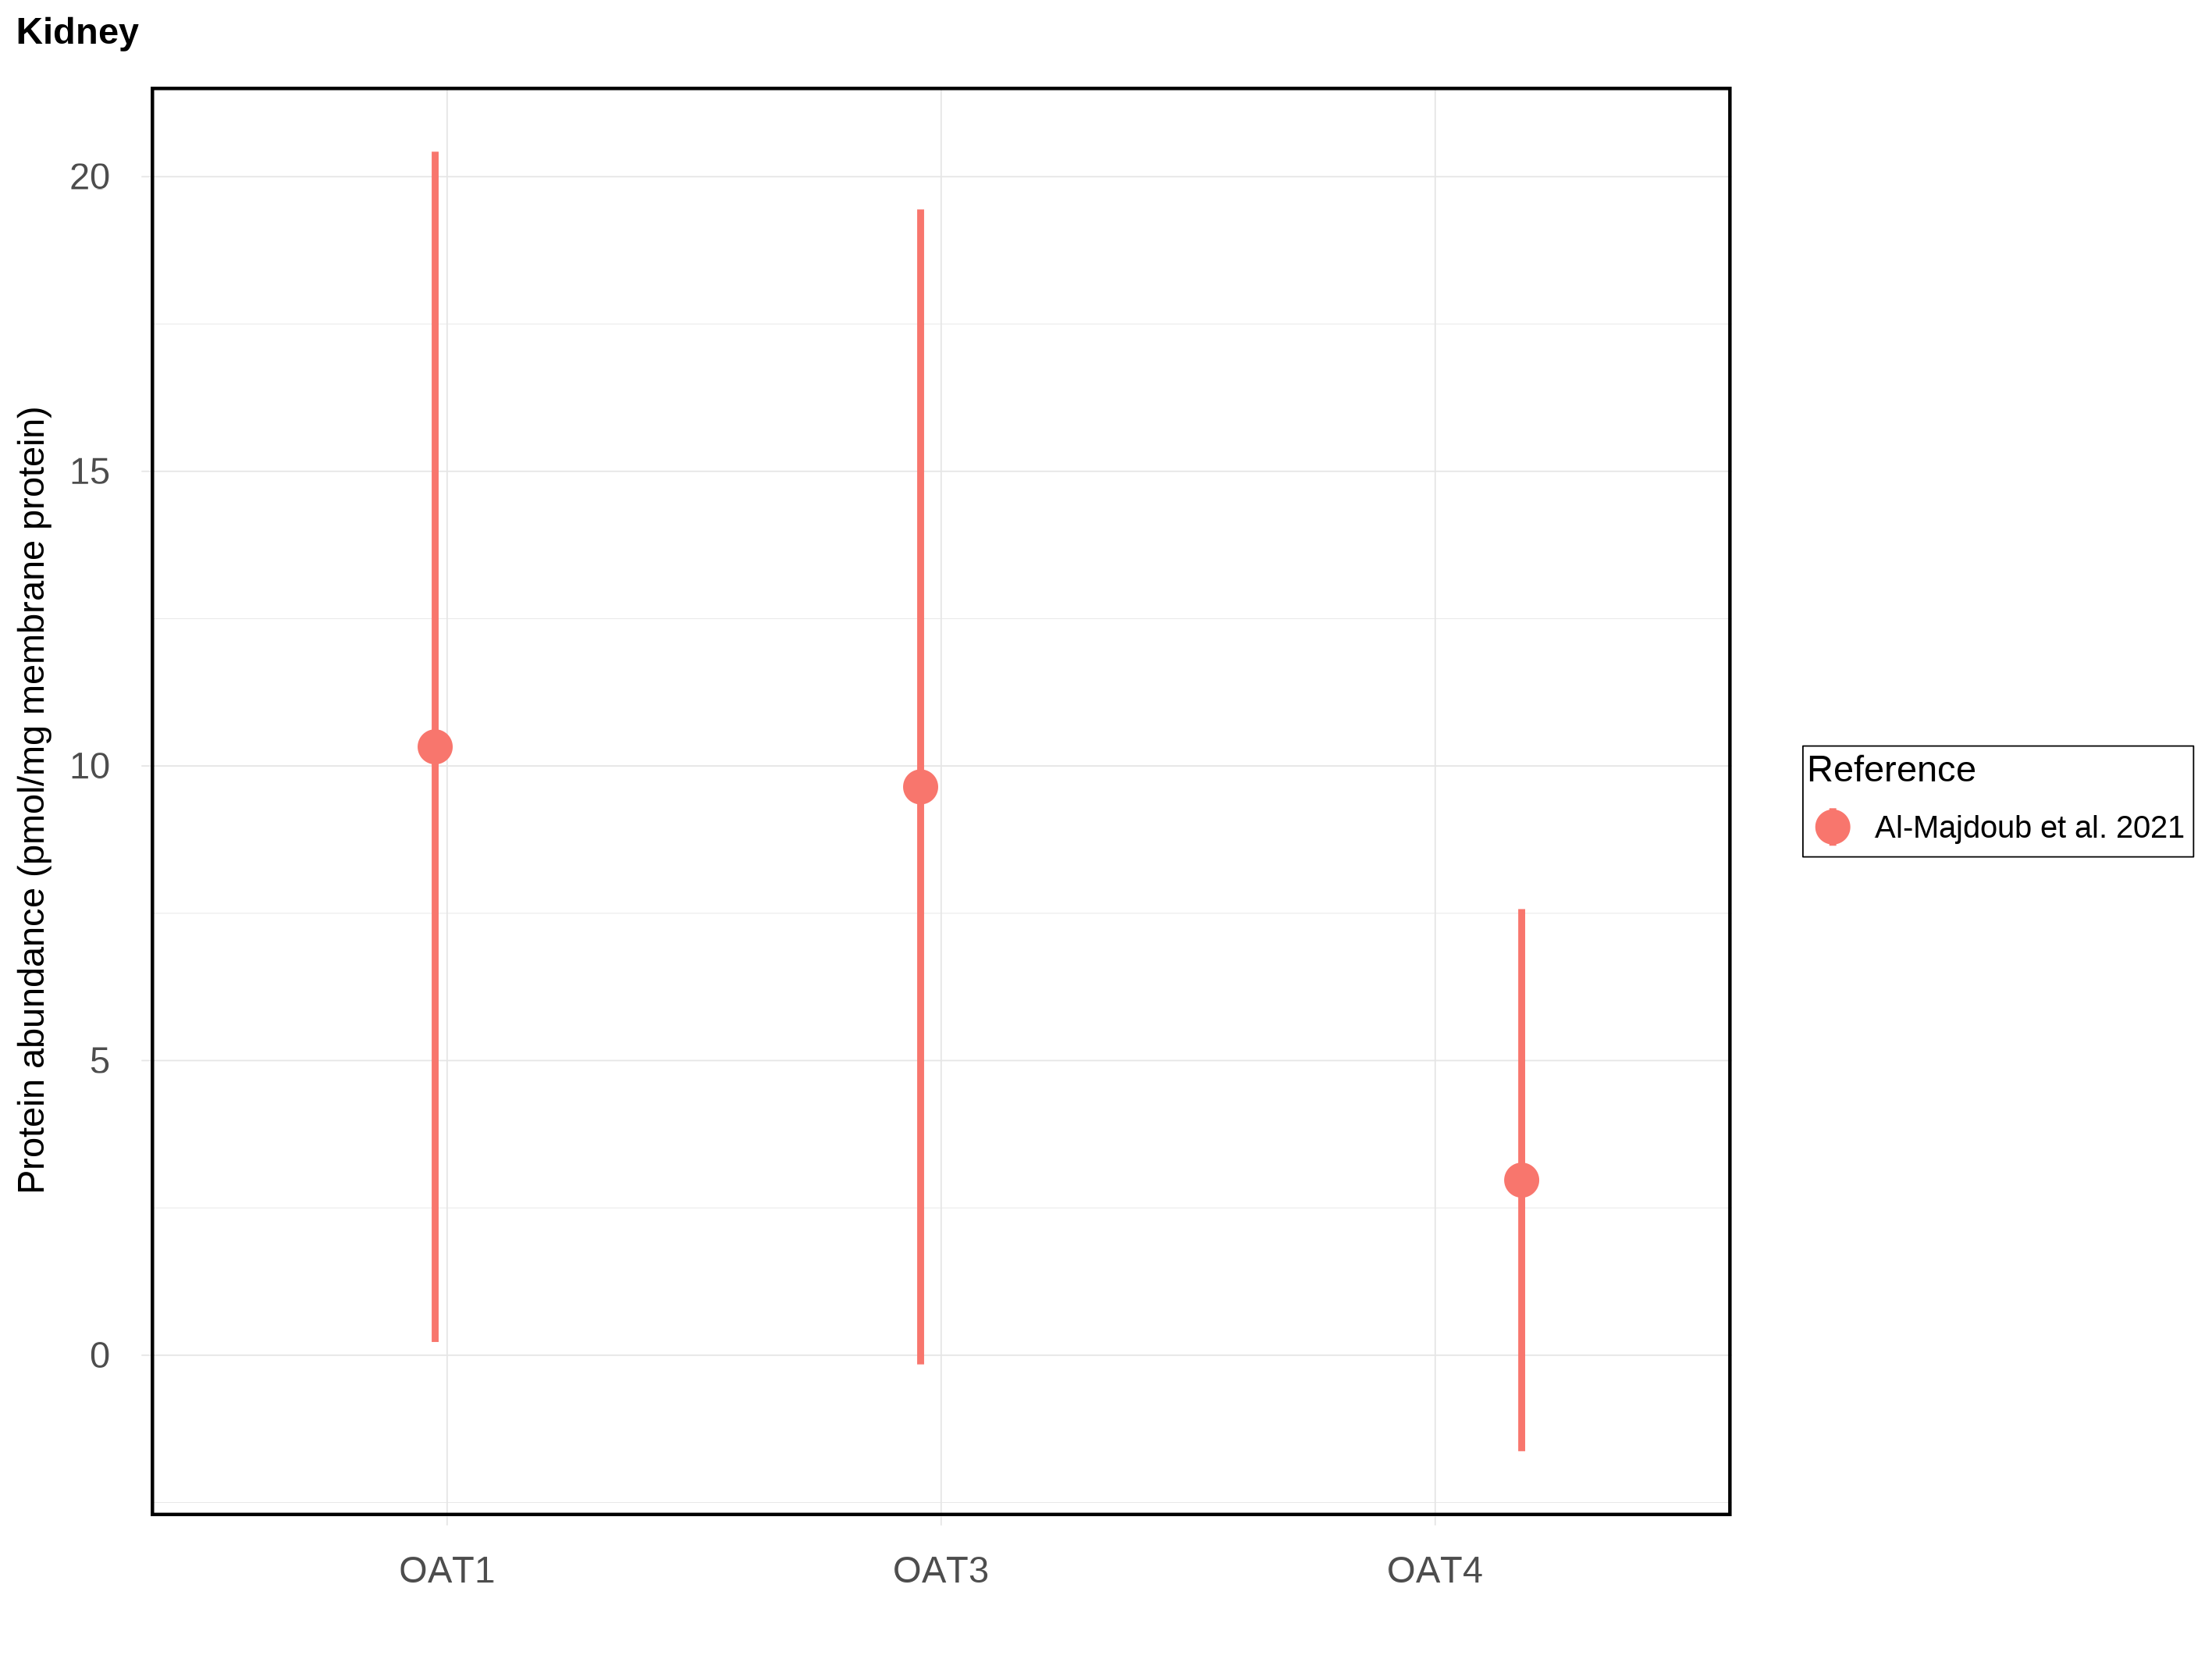 Kidney
Protein abundance (pmol/mg membrane protein)
20
15
10
5
0
OAT1
OAT3
OAT4
Reference
Al-Majdoub et al. 2021